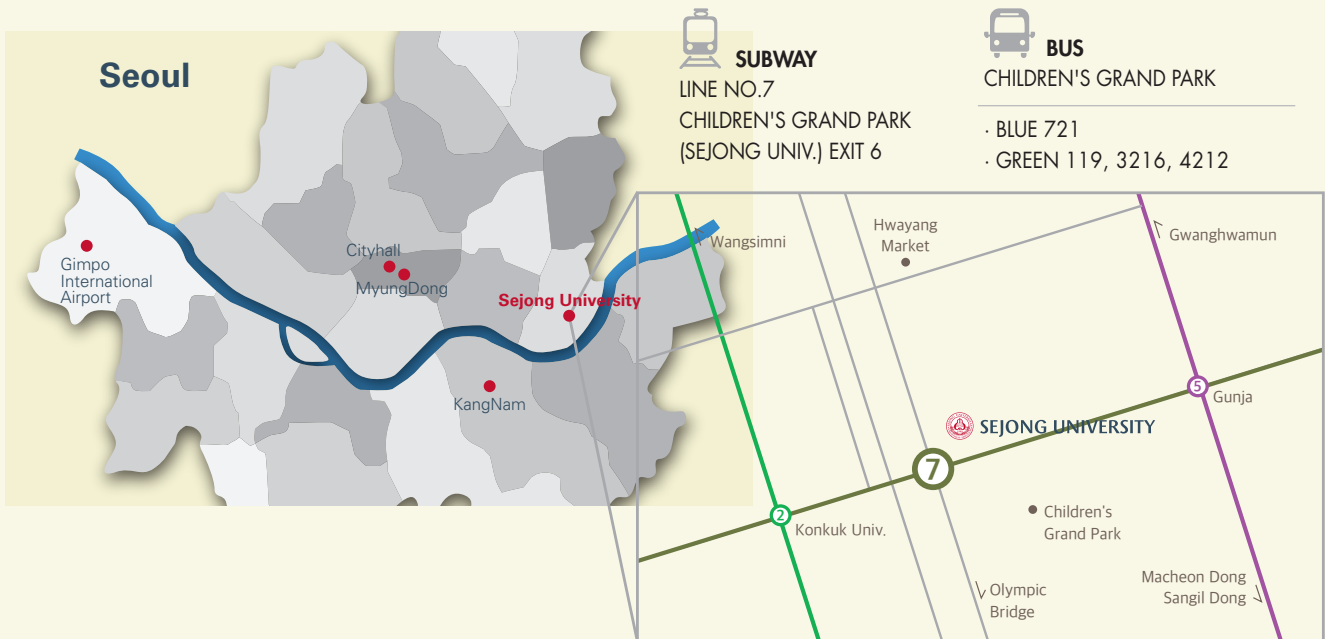 Seoul
Gimpo
International
Airport
Cityhall
MyungDong
Sejong University
KangNam
SUBWAY
LINE NO.7
CHILDREN'S GRAND PARK
(SEJONG UNIV.) EXIT 6
BUS
CHILDREN'S GRAND PARK
· BLUE 721
· GREEN 119, 3216, 4212
Wangsimni
Hwayang
Market
Gwanghwamun
5
Gunja
SEJONG UNIVERSITY
7
2
Konkuk Univ.
Children's
Grand Park
Olympic
Bridge
Macheon Dong
Sangil Dong